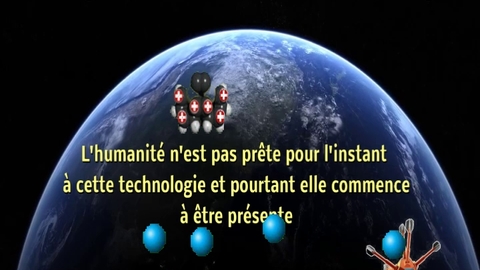 L'humanité n'est pas prête pour l'instant
à cette technologie et pourtant elle commence
à être présente